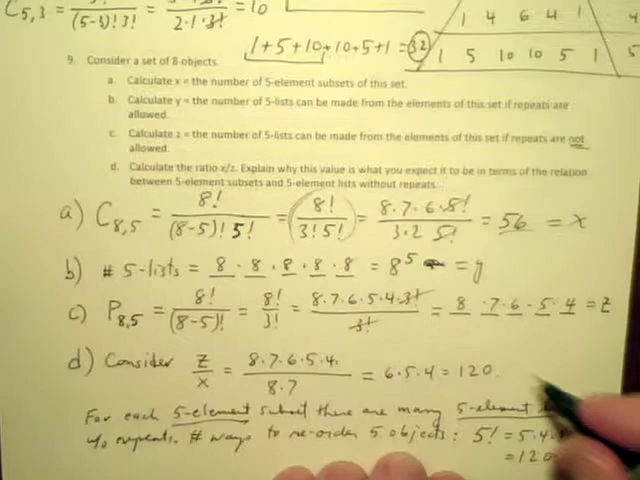 C5,3 = (5-3)! 3! = 2·1·3! = 10
1+5+10+10+5+1 = 32
1 4 6 4 1
1 5 10 10 5 1
9. Consider a set of 8 objects.
a. Calculate x = the number of 5-element subsets of this set.
b. Calculate y = the number of 5-lists can be made from the elements of this set if repeats are
allowed.
c. Calculate z = the number of 5-lists can be made from the elements of this set if repeats are not
allowed.
d. Calculate the ratio x/z. Explain why this value is what you expect it to be in terms of the relation
between 5-element subsets and 5-element lists without repeats.
a) C8,5 = 8!/(8-5)! 5! = (8!/3! 5!) = 8·7·6·5!/3·2 5! = 56 = x
b) # 5-lists = 8 · 8 · 8 · 8 · 8 = 8^5 = y
c) P8,5 = 8!/(8-5)! = 8!/3! = 8·7·6·5·4·3!/3! = 8 · 7 · 6 · 5 · 4 = z
d) Consider z/x = 8·7·6·5·4/8·7 = 6·5·4 = 120.
For each 5-element subset there are many 5-element
w/o repeats. # ways to re-order 5 objects: 5! = 5·4·
= 120